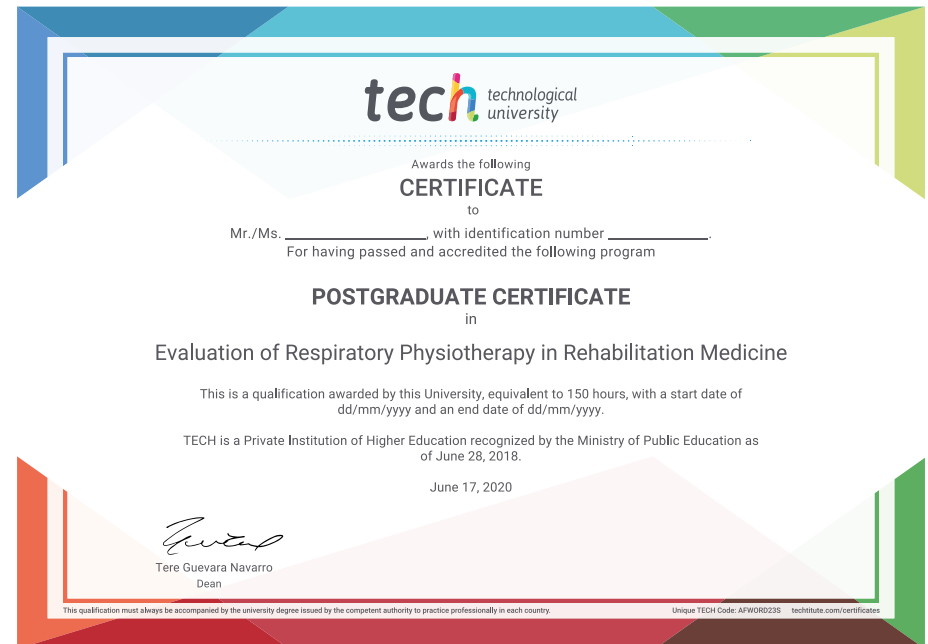 tech technological
university
Awards the following
CERTIFICATE
to
Mr./Ms. ____________________, with identification number ______________.
For having passed and accredited the following program
POSTGRADUATE CERTIFICATE
in
Evaluation of Respiratory Physiotherapy in Rehabilitation Medicine
This is a qualification awarded by this University, equivalent to 150 hours, with a start date of
dd/mm/yyyy and an end date of dd/mm/yyyy.
TECH is a Private Institution of Higher Education recognized by the Ministry of Public Education as
of June 28, 2018.
June 17, 2020
Tere Guevara Navarro
Dean
This qualification must always be accompanied by the university degree issued by the competent authority to practice professionally in each country. Unique TECH Code: AFWORD23S techtitute.com/certificates